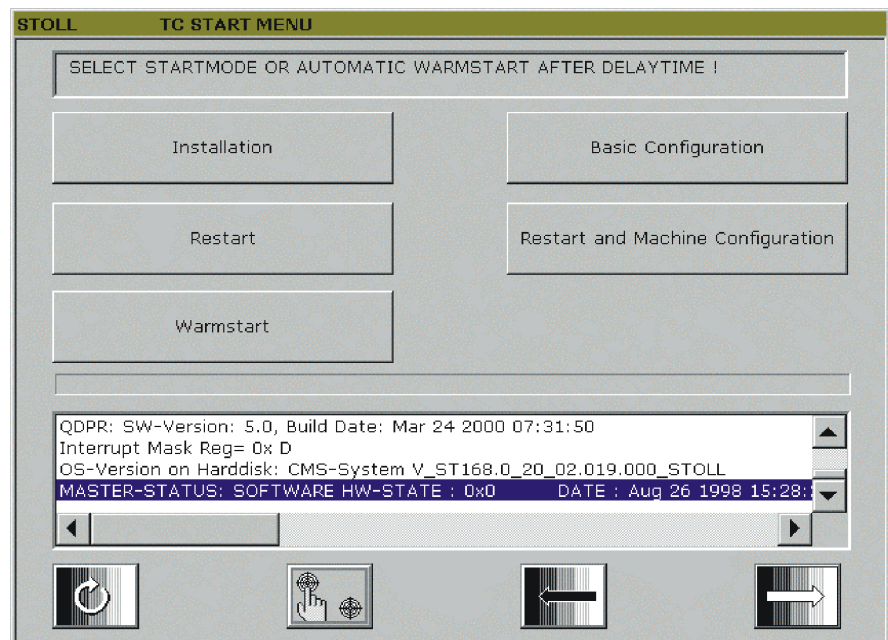 STOLL TC START MENU
SELECT STARTMODE OR AUTOMATIC WARMSTART AFTER DELAYTIME !
Installation
Basic Configuration
Restart
Restart and Machine Configuration
Warmstart
QDPR: SW-Version: 5.0, Build Date: Mar 24 2000 07:31:50
Interrupt Mask Reg= 0x D
OS-Version on Harddisk: CMS-System V_ST168.0_20_02.019.000_STOLL
MASTER-STATUS: SOFTWARE HW-STATE : 0x0 DATE : Aug 26 1998 15:28: